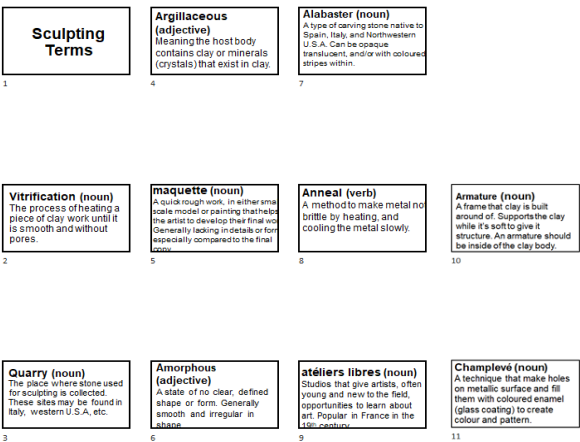 Sculpting
Terms
1
Vitrification (noun)
The process of heating a
piece of clay work until it
is smooth and without
pores.
2
Quarry (noun)
The place where stone used
for sculpting is collected.
These sites may be found in
Italy, western U.S.A, etc.
3
Argillaceous
(adjective)
Meaning the host body
contains clay or minerals
(crystals) that exist in clay.
4
maquette (noun)
A quick rough work, in either smal
scale model or painting that helps
the artist to develop their final wo
Generally lacking in details or form
especially compared to the final
copy
5
Amorphous
(adjective)
A state of no clear, defined
shape or form. Generally
smooth and irregular in
shape
6
Alabaster (noun)
A type of carving stone native to
Spain, Italy, and Northwestern
U.S.A. Can be opaque
translucent, and/or with coloured
stripes within.
7
Anneal (verb)
A method to make metal not
brittle by heating, and
cooling the metal slowly.
8
atéliers libres (noun)
Studios that give artists, often
young and new to the field,
opportunities to learn about
art. Popular in France in the
19th century
9
Armature (noun)
A frame that clay is built
around of. Supports the clay
while it's soft to give it
structure. An armature should
be inside of the clay body.
10
Champlevé (noun)
A technique that make holes
on metallic surface and fill
them with coloured enamel
(glass coating) to create
colour and pattern.
11